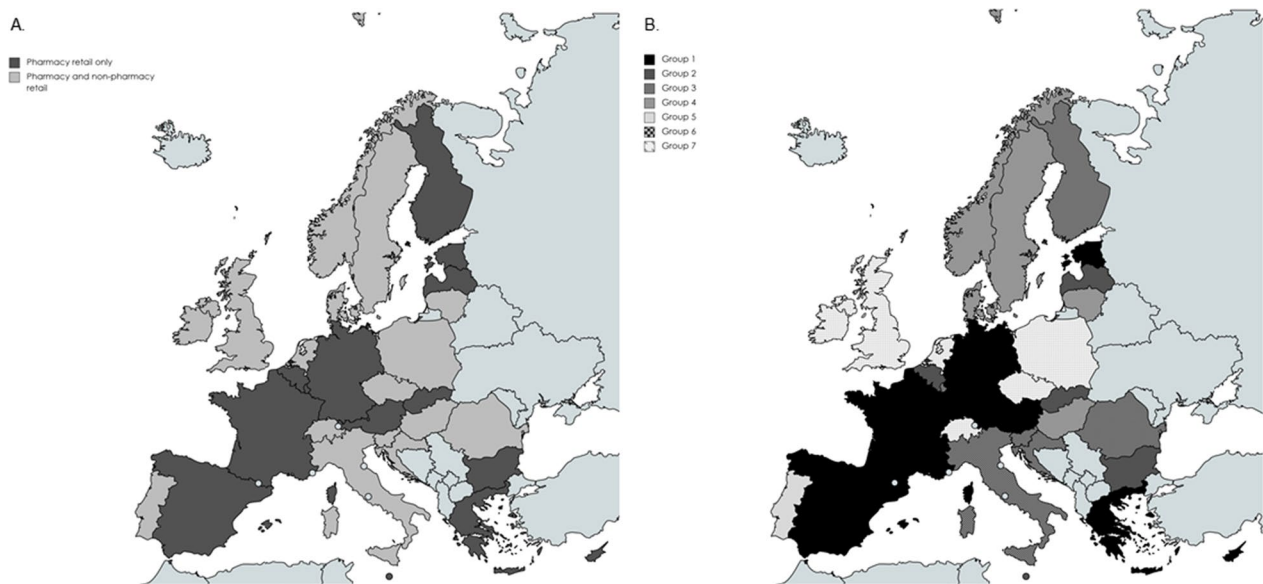 A.
Pharmacy retail only
Pharmacy and non-pharmacy
retail
B.
Group 1
Group 2
Group 3
Group 4
Group 5
Group 6
Group 7